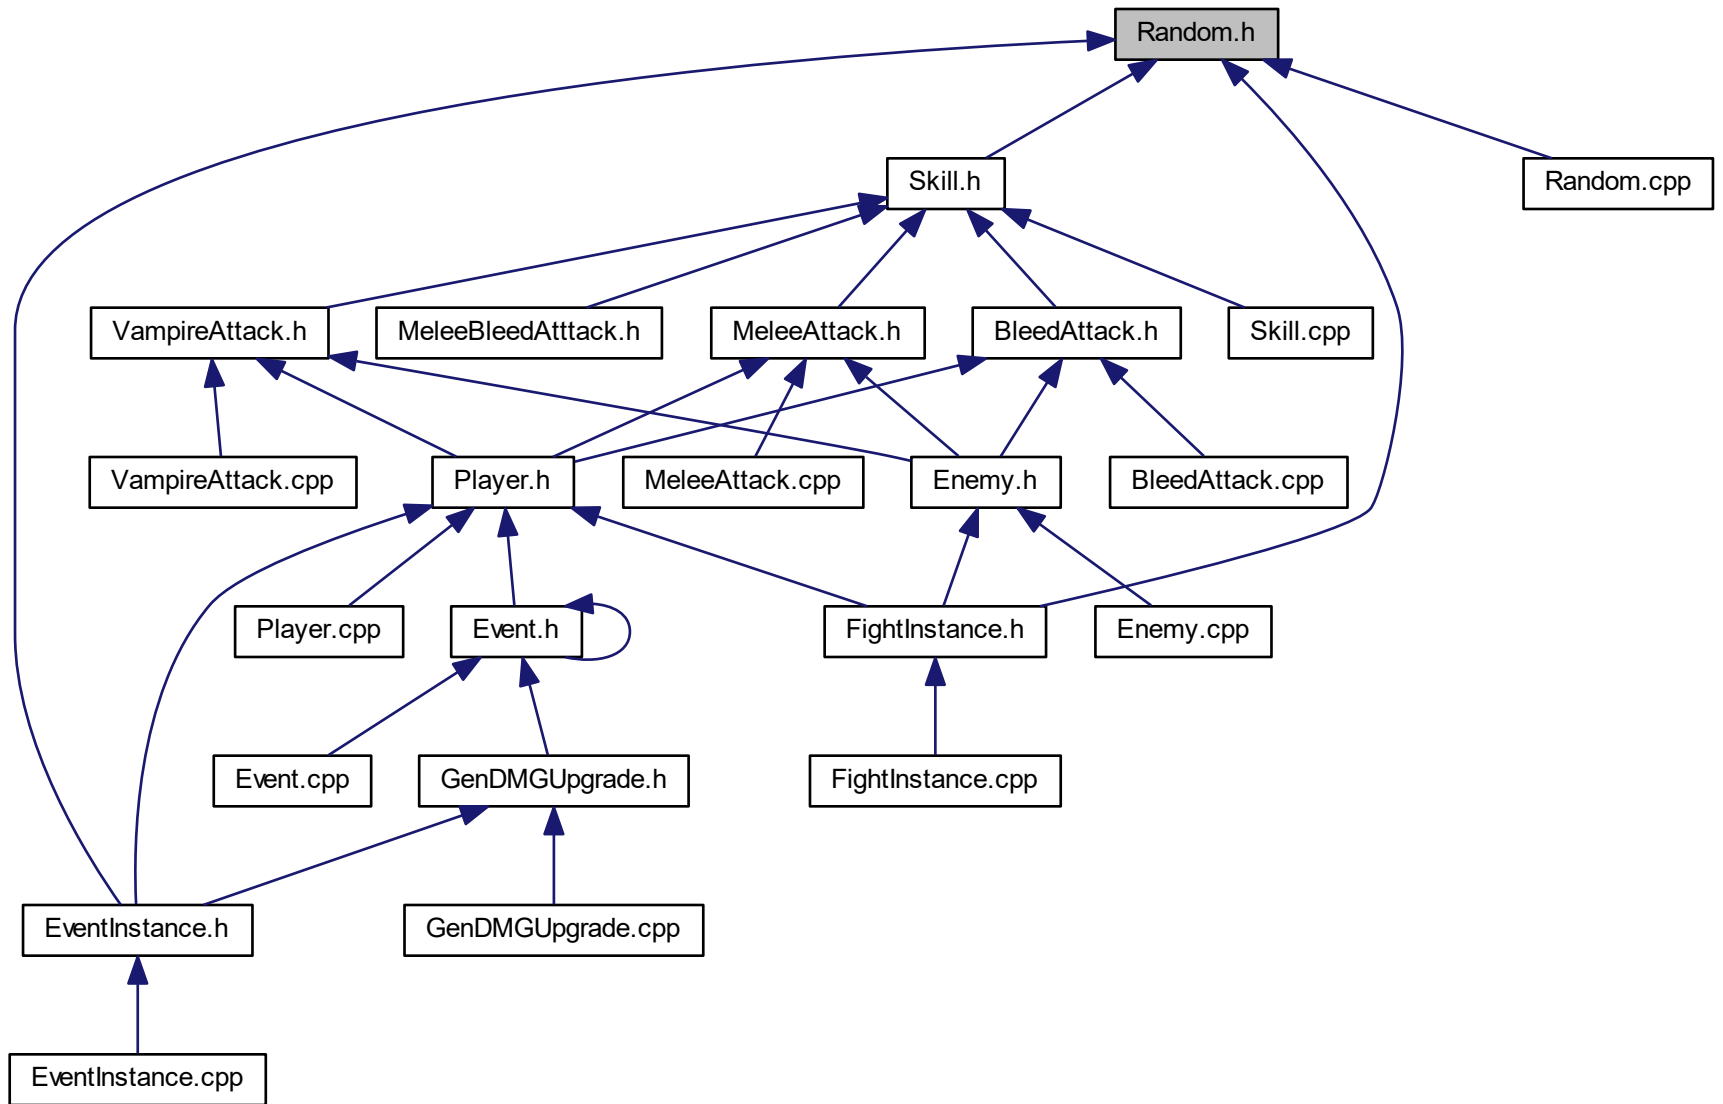 Random.h
Skill.h
Random.cpp
VampireAttack.h
MeleeBleedAtttack.h
MeleeAttack.h
BleedAttack.h
Skill.cpp
VampireAttack.cpp
Player.h
MeleeAttack.cpp
Enemy.h
BleedAttack.cpp
Player.cpp
Event.h
FightInstance.h
Enemy.cpp
Event.cpp
GenDMGUpgrade.h
FightInstance.cpp
EventInstance.h
GenDMGUpgrade.cpp
EventInstance.cpp